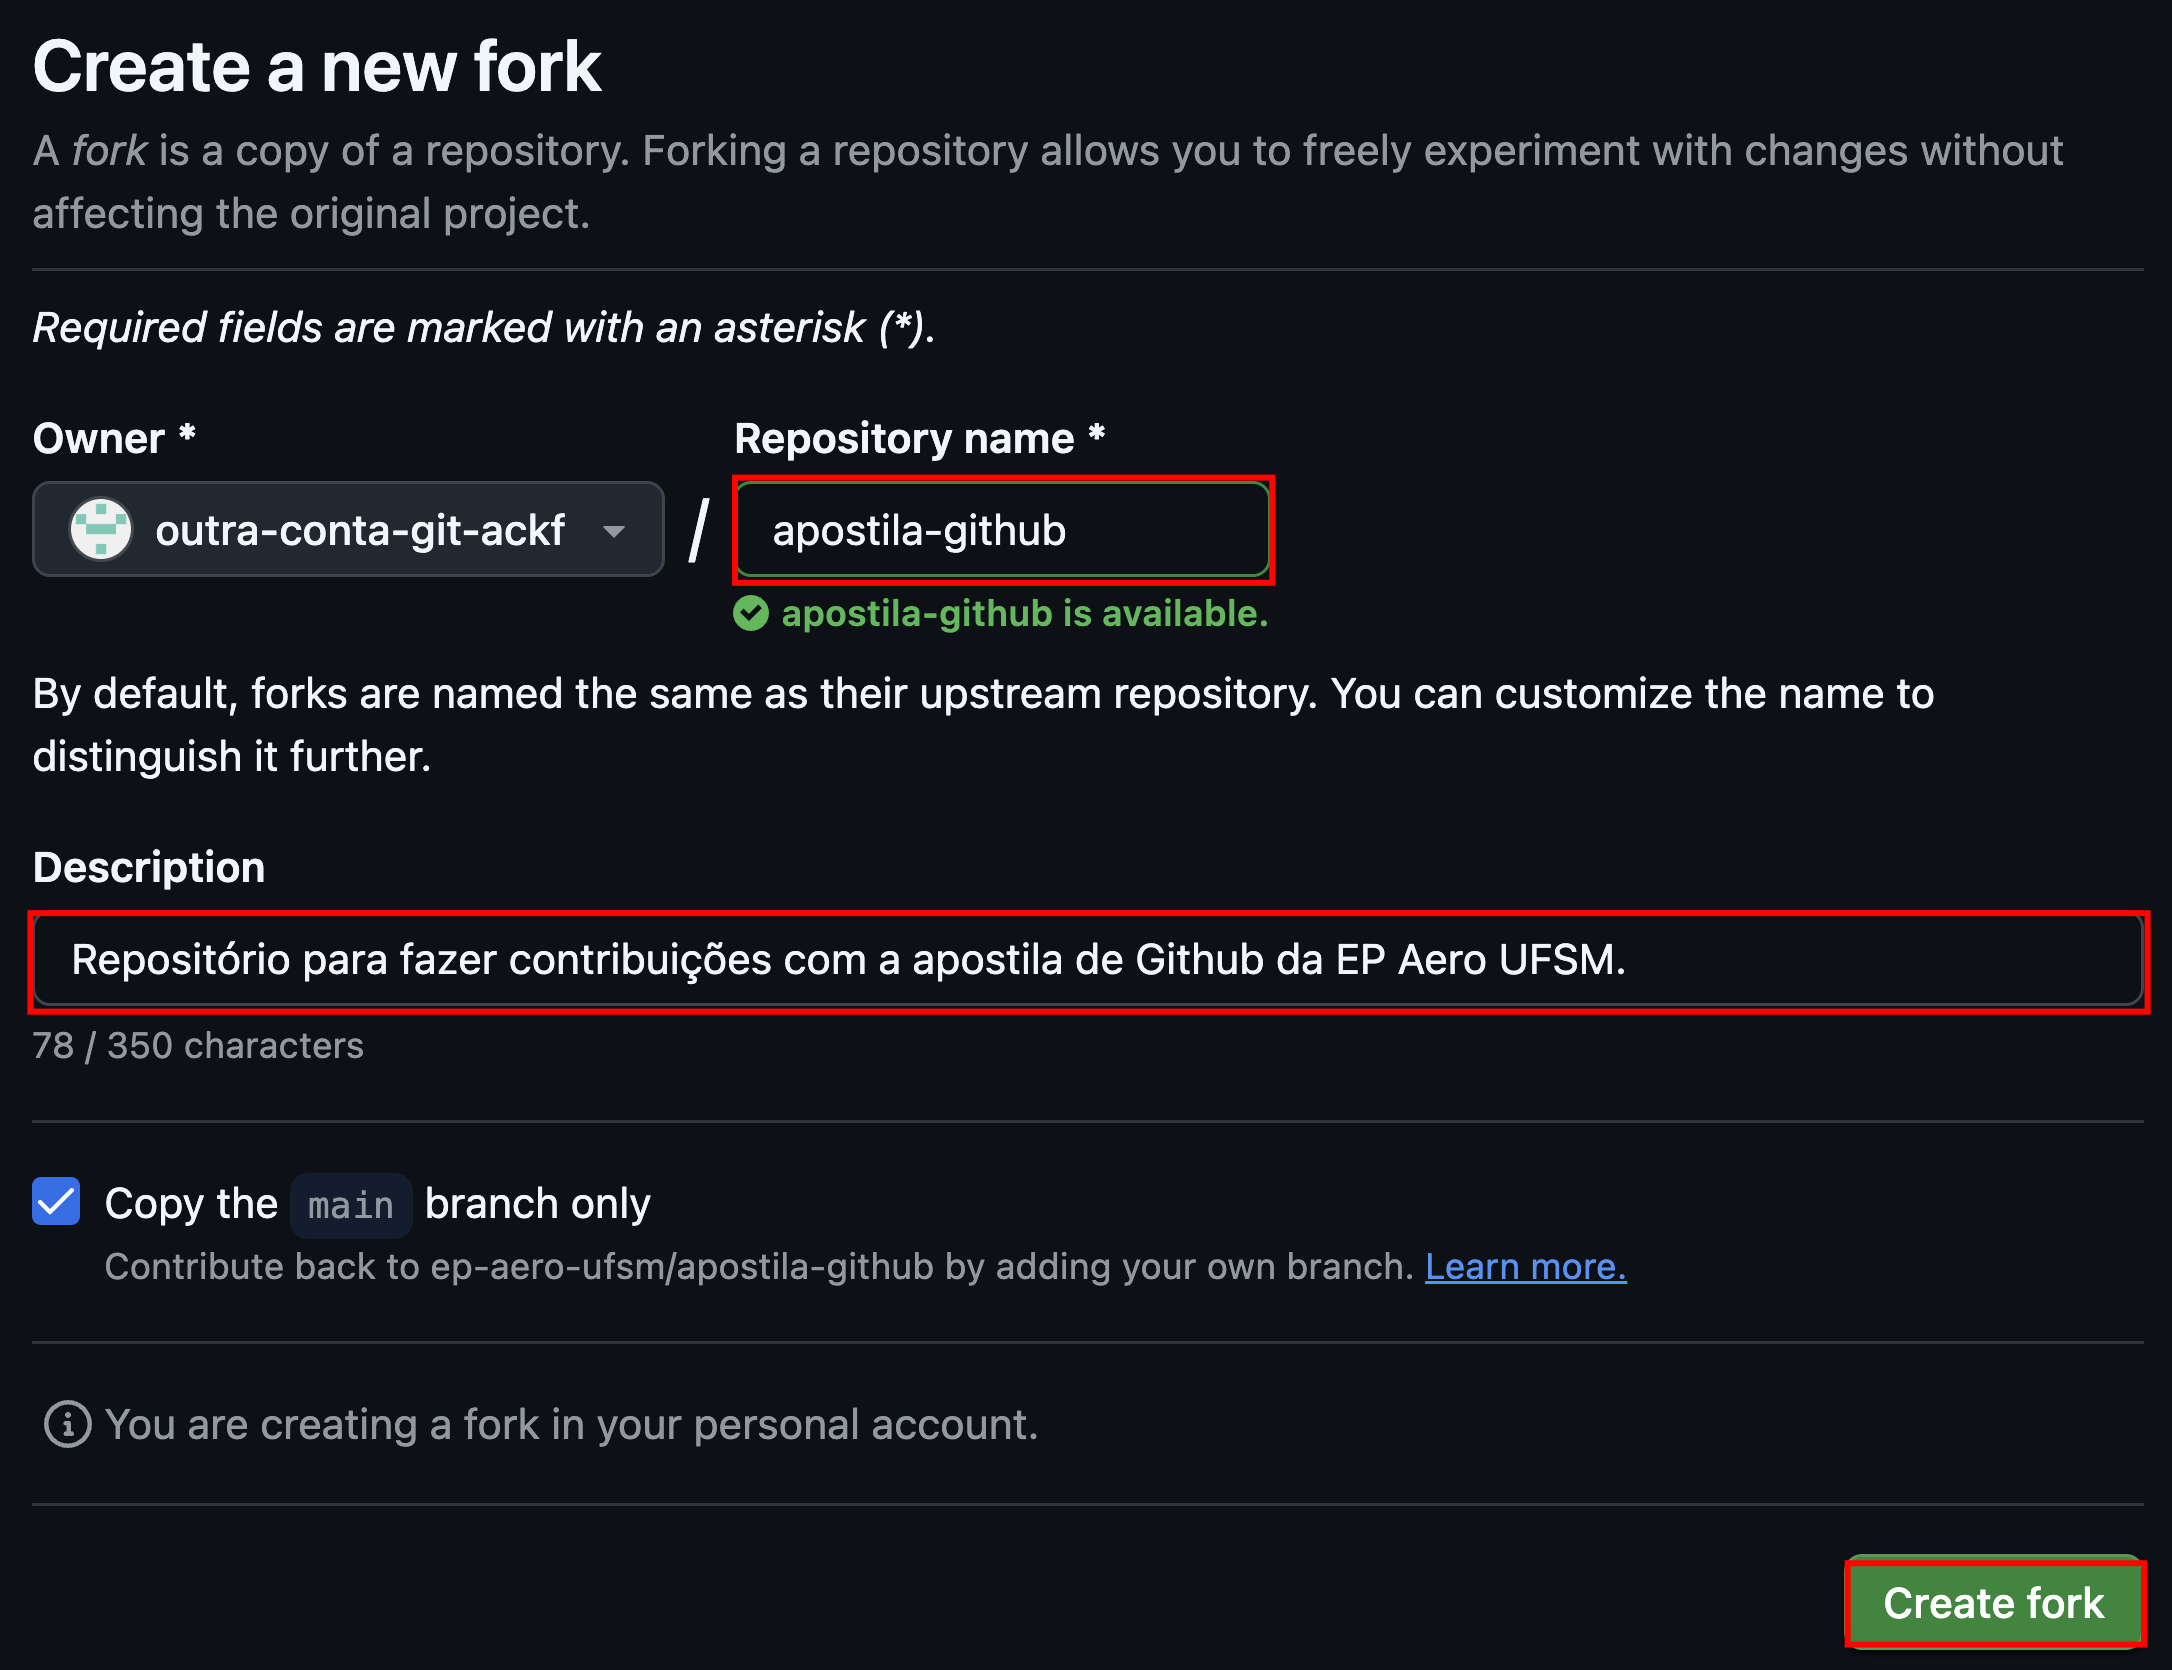 Create a new fork
A fork is a copy of a repository. Forking a repository allows you to freely experiment with changes without
affecting the original project.
Required fields are marked with an asterisk (*).
Owner *
Repository name *
outra-conta-git-ackf
/
apostila-github
apostila-github is available.
By default, forks are named the same as their upstream repository. You can customize the name to
distinguish it further.
Description
Repositório para fazer contribuições com a apostila de Github da EP Aero UFSM.
78 / 350 characters
Copy the main branch only
Contribute back to ep-aero-ufsm/apostila-github by adding your own branch. Learn more.
You are creating a fork in your personal account.
Create fork